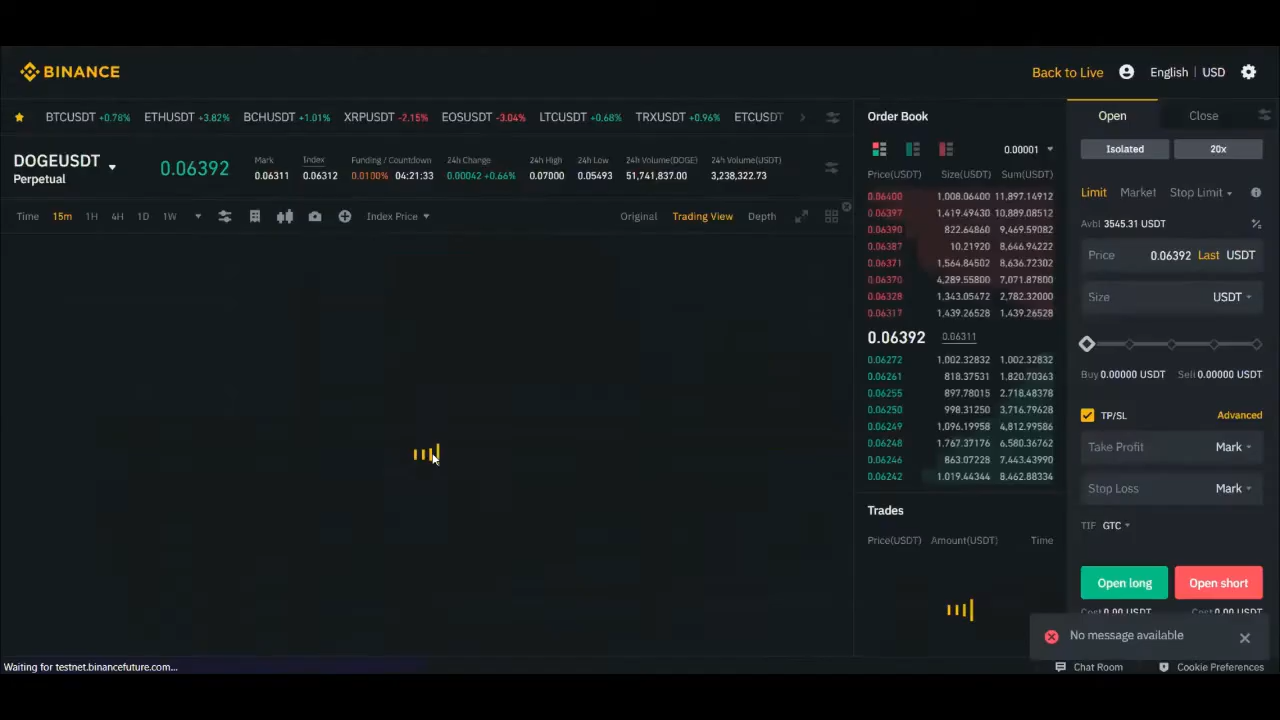 BINANCE
Back to Live English | USD
BTCUSDT +0.78% ETHUSDT +3.82% BCHUSDT +1.01% XRPUSDT -2.15% EOSUSDT -3.04% LTCUSDT +0.68% TRXUSDT +0.96% ETCUSDT
DOGEUSDT
Perpetual
0.06392
Mark
0.06311
Index
0.06312
Funding / Countdown
0.0100% 04:21:33
24h Change
0.00042 +0.66%
24h High
0.07000
24h Low
0.05493
24h Volume(DOGE)
51,741,837.00
24h Volume(USDT)
3,238,322.73
Time 15m 1H 4H 1D 1W Index Price Original Trading View Depth
Order Book
0.00001
Price(USDT) Size(USDT) Sum(USDT)
0.06400 1,008.06400 11,897.14912
0.06397 1,419.49430 10,889.08512
0.06390 822.64860 9,469.59082
0.06387 10.21920 8,646.94222
0.06371 1,564.84502 8,636.72302
0.06370 4,289.55800 7,071.87800
0.06328 1,343.05472 2,782.32000
0.06317 1,439.26528 1,439.26528
0.06392 0.06311
0.06272 1,002.32832 1,002.32832
0.06261 818.37531 1,820.70363
0.06255 897.78015 2,718.48378
0.06250 998.31250 3,716.79628
0.06249 1,096.19958 4,812.99586
0.06248 1,767.37176 6,580.36762
0.06246 863.07228 7,443.43990
0.06242 1,019.44344 8,462.88334
Trades
Price(USDT) Amount(USDT) Time
Open Close
Isolated 20x
Limit Market Stop Limit
Avbl 3545.31 USDT
Price 0.06392 Last USDT
Size USDT
Buy 0.00000 USDT Sell 0.00000 USDT
TP/SL Advanced
Take Profit Mark
Stop Loss Mark
TIF GTC
Open long Open short
Cost 0.00 USDT Cost 0.00 USDT
No message available
Waiting for testnet.binancefuture.com...
Chat Room Cookie Preferences